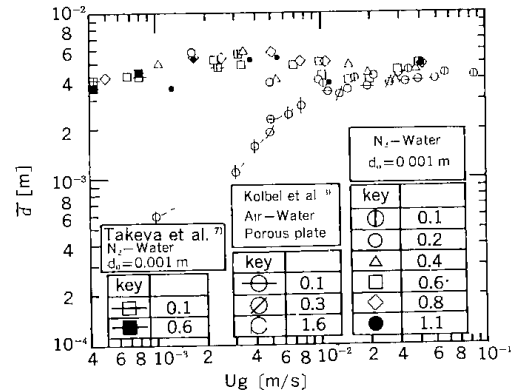 10⁻²
8
6
4
2
10⁻³
8
6
4
2
10⁻⁴
d̅ [m]
4 6 8 10⁻³ 2 4 6 8 10⁻² 2 4 6 8 10⁻¹
Ug [m/s]
Takeva et al. 7)
N₂-Water
d₀=0.001 m
key
0.1
0.6
Kolbel et al
Air-Water
Porous plate
key
0.1
0.3
1.6
N₂-Water
d₀=0.001 m
key
0.1
0.2
0.4
0.6
0.8
1.1